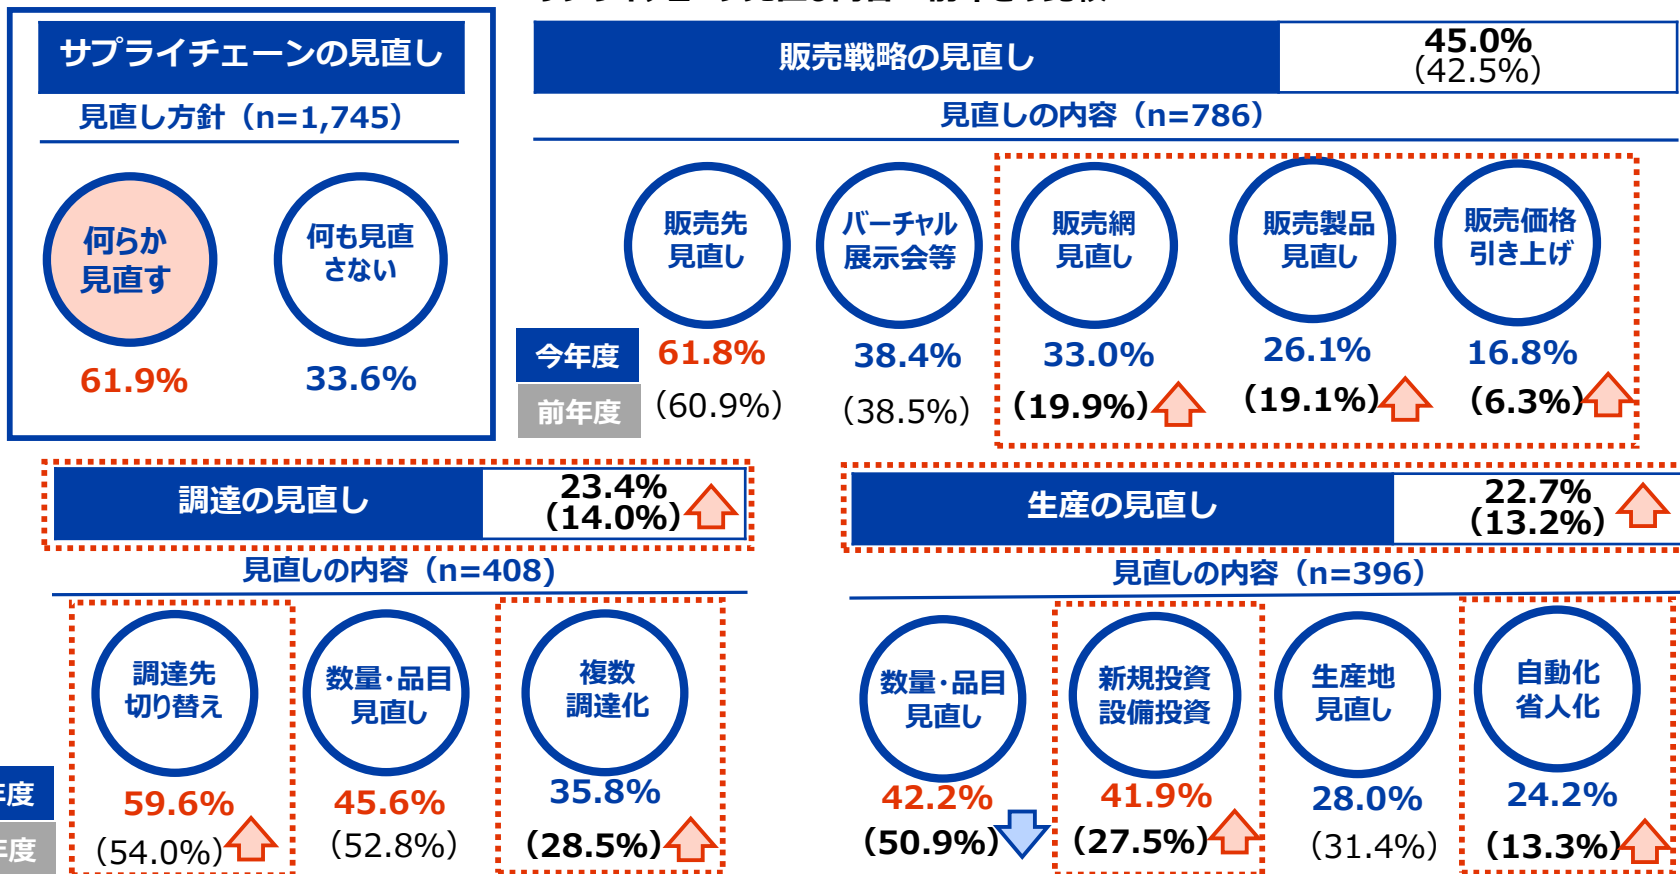 サプライチェーンの見直し
見直し方針（n=1,745）
何らか
見直す
61.9%
何も見直
さない
33.6%
販売戦略の見直し
45.0%
（42.5%）
見直しの内容（n=786）
販売先
見直し
バーチャル
展示会等
販売網
見直し
販売製品
見直し
販売価格
引き上げ
今年度
61.8%
38.4%
33.0%
26.1%
16.8%
前年度
（60.9%）
（38.5%）
（19.9%）
（19.1%）
（6.3%）
調達の見直し
23.4%
（14.0%）
見直しの内容（n=408)
調達先
切り替え
数量・品目
見直し
複数
調達化
年度
59.6%
45.6%
35.8%
年度
（54.0%）
（52.8%）
（28.5%）
生産の見直し
22.7%
（13.2%）
見直しの内容（n=396）
数量・品目
見直し
新規投資
設備投資
生産地
見直し
自動化
省人化
42.2%
41.9%
28.0%
24.2%
（50.9%）
（27.5%）
（31.4%）
（13.3%）